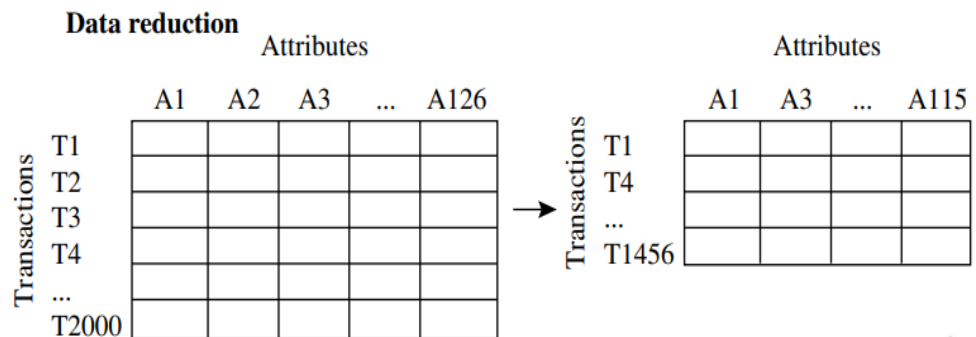 Data reduction
Attributes
A1 A2 A3 ... A126
Transactions
T1
T2
T3
T4
...
T2000
Attributes
A1 A3 ... A115
Transactions
T1
T4
...
T1456